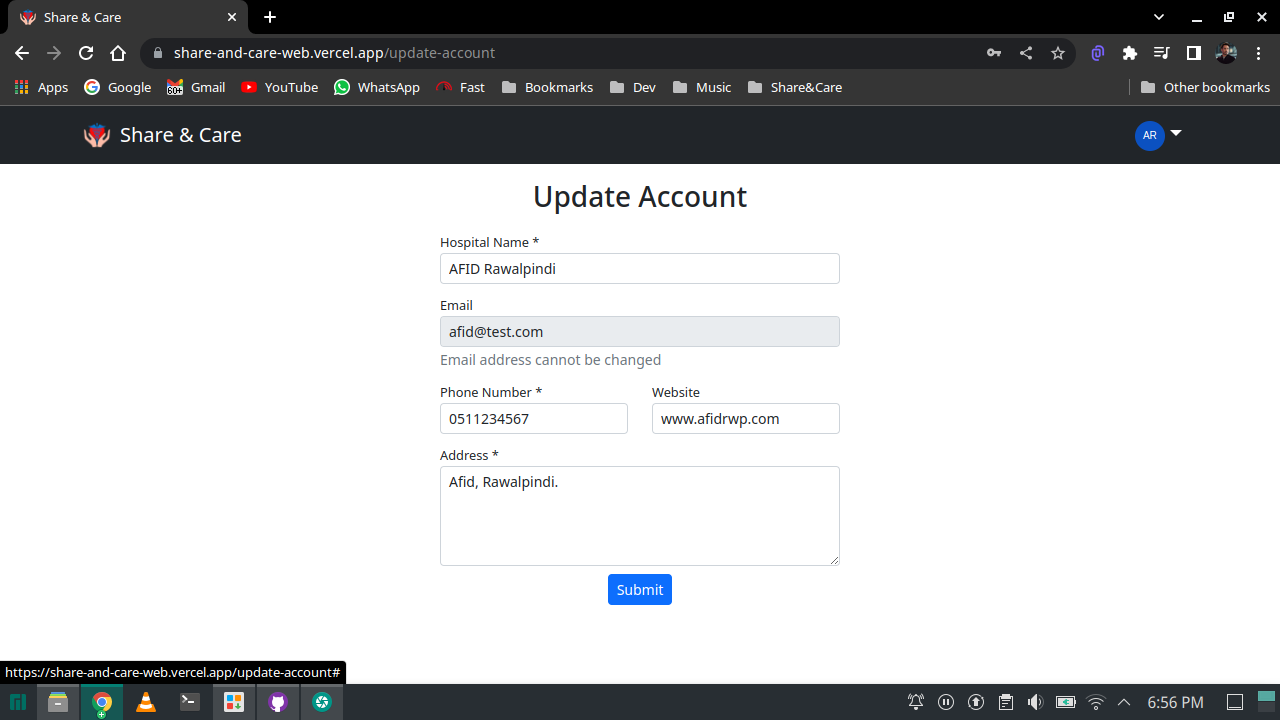 Share & Care
share-and-care-web.vercel.app/update-account
Apps Google 60+ Gmail YouTube WhatsApp Fast Bookmarks Dev Music Share&Care Other bookmarks
Share & Care AR
Update Account
Hospital Name *
AFID Rawalpindi
Email
afid@test.com
Email address cannot be changed
Phone Number * Website
0511234567 www.afidrwp.com
Address *
Afid, Rawalpindi.
Submit
https://share-and-care-web.vercel.app/update-account#
6:56 PM